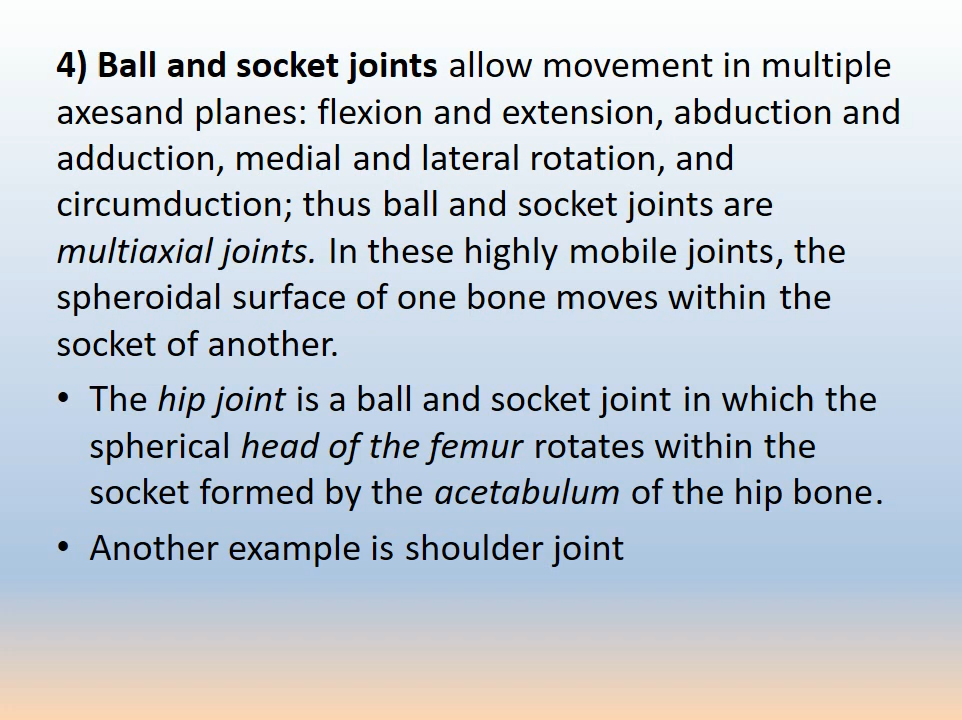 4) Ball and socket joints allow movement in multiple
axesand planes: flexion and extension, abduction and
adduction, medial and lateral rotation, and
circumduction; thus ball and socket joints are
multiaxial joints. In these highly mobile joints, the
spheroidal surface of one bone moves within the
socket of another.
• The hip joint is a ball and socket joint in which the
spherical head of the femur rotates within the
socket formed by the acetabulum of the hip bone.
• Another example is shoulder joint